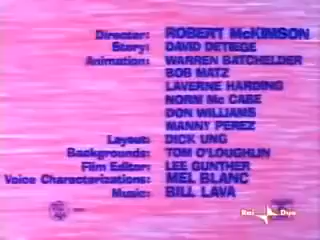 Director: ROBERT McKIMSON
Story: DAVID DETIEGE
Animation: WARREN BATCHELDER
BOB MATZ
LAVERNE HARDING
NORM Mc CABE
DON WILLIAMS
MANNY PEREZ
Layout: DICK UNG
Backgrounds: TOM O'LOUGHLIN
Film Editor: LEE GUNTHER
Voice Characterizations: MEL BLANC
Music: BILL LAVA
Rai Due